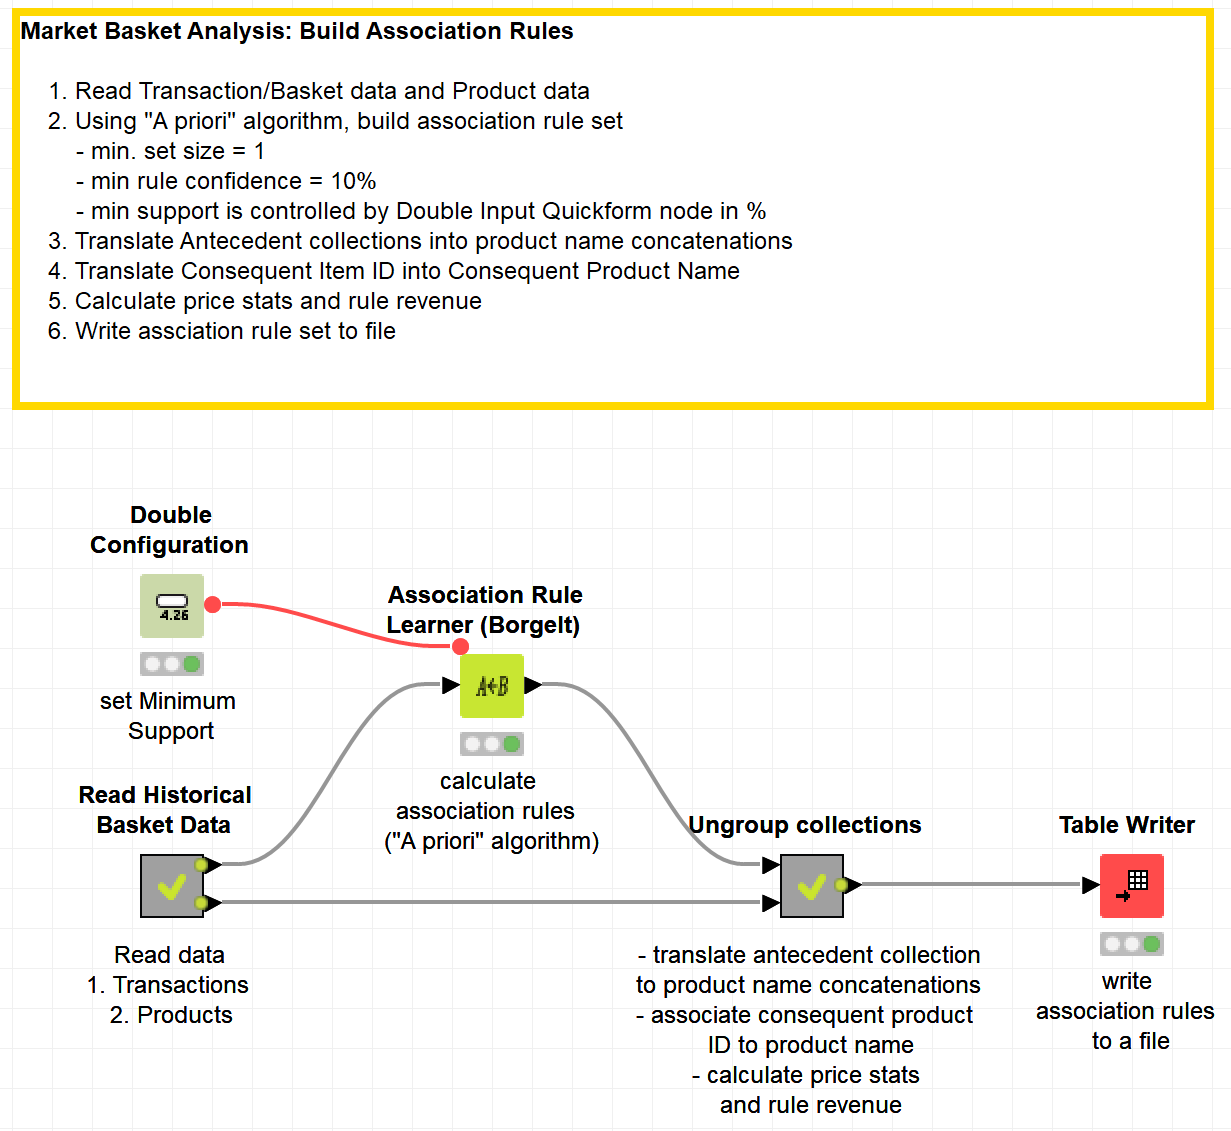 Market Basket Analysis: Build Association Rules
1. Read Transaction/Basket data and Product data
2. Using "A priori" algorithm, build association rule set
- min. set size = 1
- min rule confidence = 10%
- min support is controlled by Double Input Quickform node in %
3. Translate Antecedent collections into product name concatenations
4. Translate Consequent Item ID into Consequent Product Name
5. Calculate price stats and rule revenue
6. Write assciation rule set to file
Double
Configuration
4.26
set Minimum
Support
Association Rule
Learner (Borgelt)
A+B
calculate
association rules
("A priori" algorithm)
Read Historical
Basket Data
Read data
1. Transactions
2. Products
Ungroup collections
- translate antecedent collection
to product name concatenations
- associate consequent product
ID to product name
- calculate price stats
and rule revenue
Table Writer
write
association rules
to a file